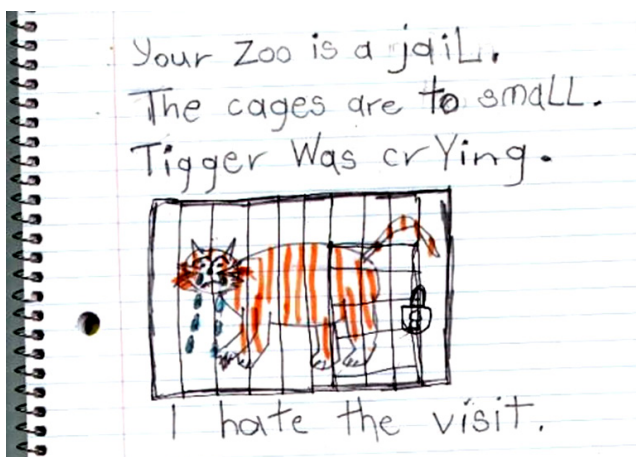 Your Zoo is a jaiL.
The cages are to smaLL.
Tigger Was crYing.
I hate the visit.